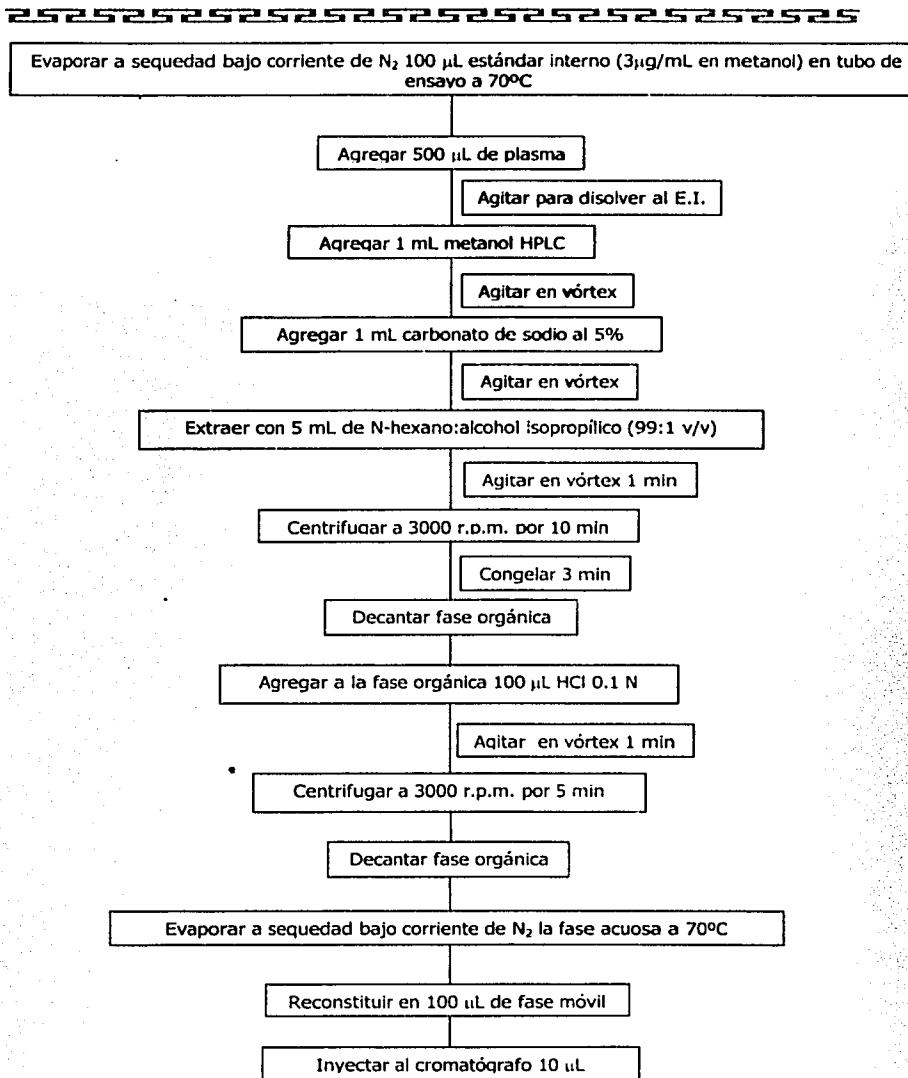 Evaporar a sequedad bajo corriente de N₂ 100 µL estándar interno (3µg/mL en metanol) en tubo de
ensayo a 70ºC
Agregar 500 µL de plasma
Agitar para disolver al E.I.
Agregar 1 mL metanol HPLC
Agitar en vórtex
Agregar 1 mL carbonato de sodio al 5%
Agitar en vórtex
Extraer con 5 mL de N-hexano:alcohol isopropílico (99:1 v/v)
Agitar en vórtex 1 min
Centrifugar a 3000 r.p.m. por 10 min
Congelar 3 min
Decantar fase orgánica
Agregar a la fase orgánica 100 µL HCl 0.1 N
Agitar en vórtex 1 min
Centrifugar a 3000 r.p.m. por 5 min
Decantar fase orgánica
Evaporar a sequedad bajo corriente de N₂ la fase acuosa a 70ºC
Reconstituir en 100 µL de fase móvil
Inyectar al cromatógrafo 10 µL